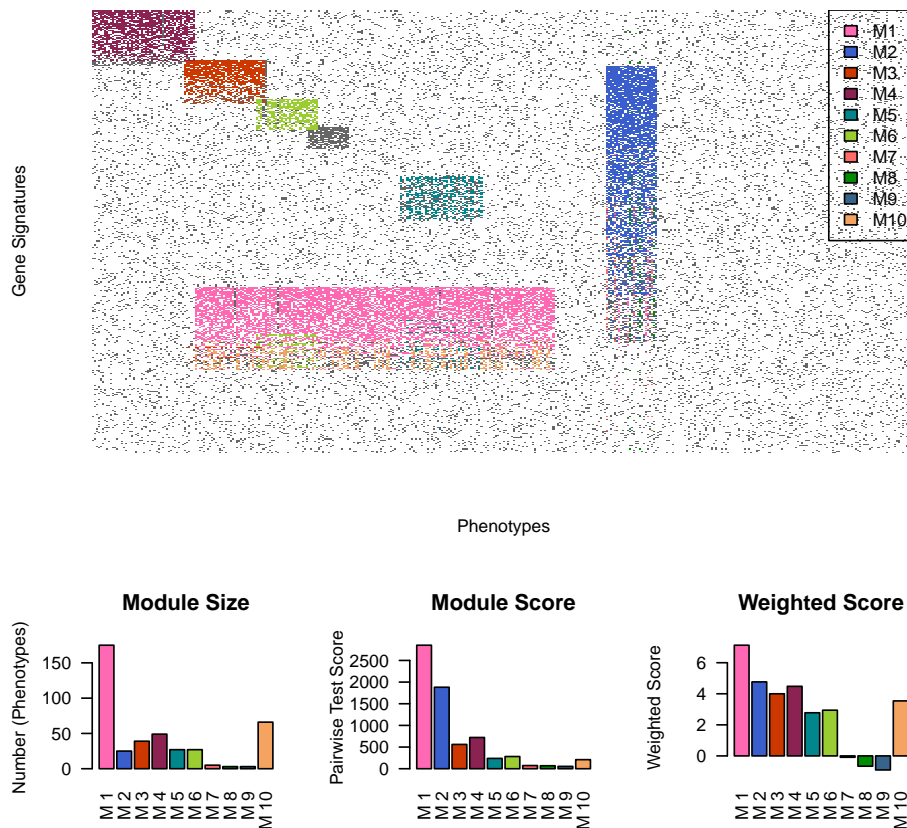 Gene Signatures
M1
M2
M3
M4
M5
M6
M7
M8
M9
M10
Phenotypes
Module Size
Number (Phenotypes)
150
100
50
0
M 1
M 2
M 3
M 4
M 5
M 6
M 7
M 8
M 9
M 10
Module Score
Pairwise Test Score
2500
2000
1500
1000
500
0
M 1
M 2
M 3
M 4
M 5
M 6
M 7
M 8
M 9
M 10
Weighted Score
Weighted Score
6
4
2
0
M 1
M 2
M 3
M 4
M 5
M 6
M 7
M 8
M 9
M 10